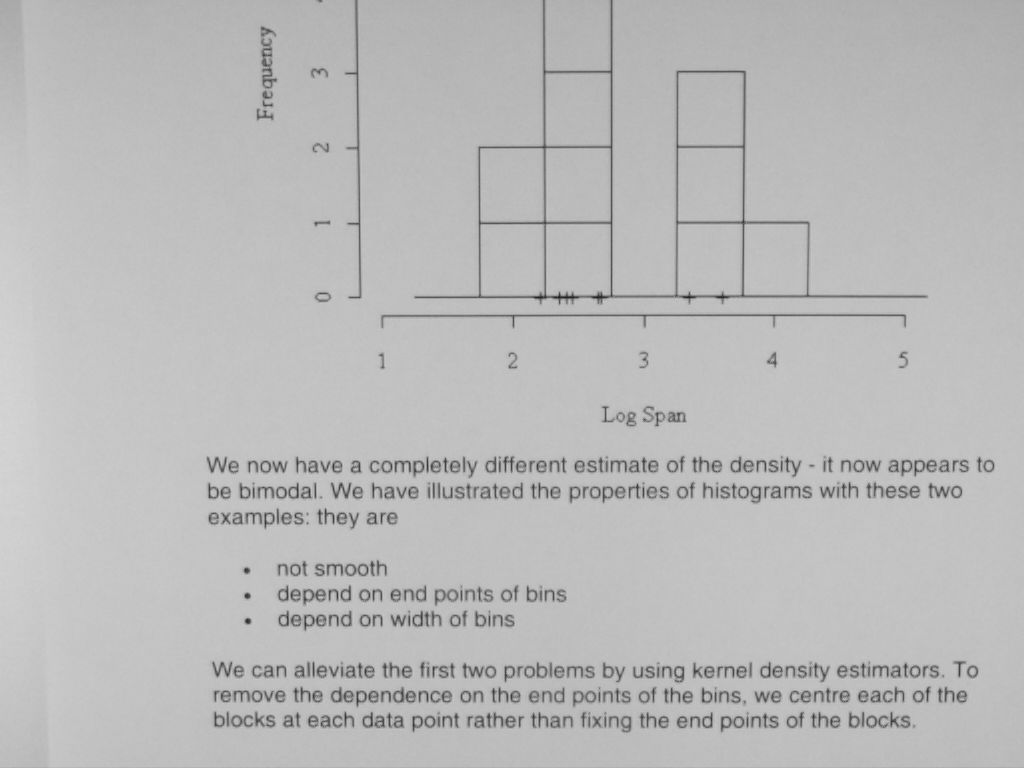 Frequency
3
2
1
0
1 2 3 4 5
Log Span
We now have a completely different estimate of the density - it now appears to
be bimodal. We have illustrated the properties of histograms with these two
examples: they are
• not smooth
• depend on end points of bins
• depend on width of bins
We can alleviate the first two problems by using kernel density estimators. To
remove the dependence on the end points of the bins, we centre each of the
blocks at each data point rather than fixing the end points of the blocks.